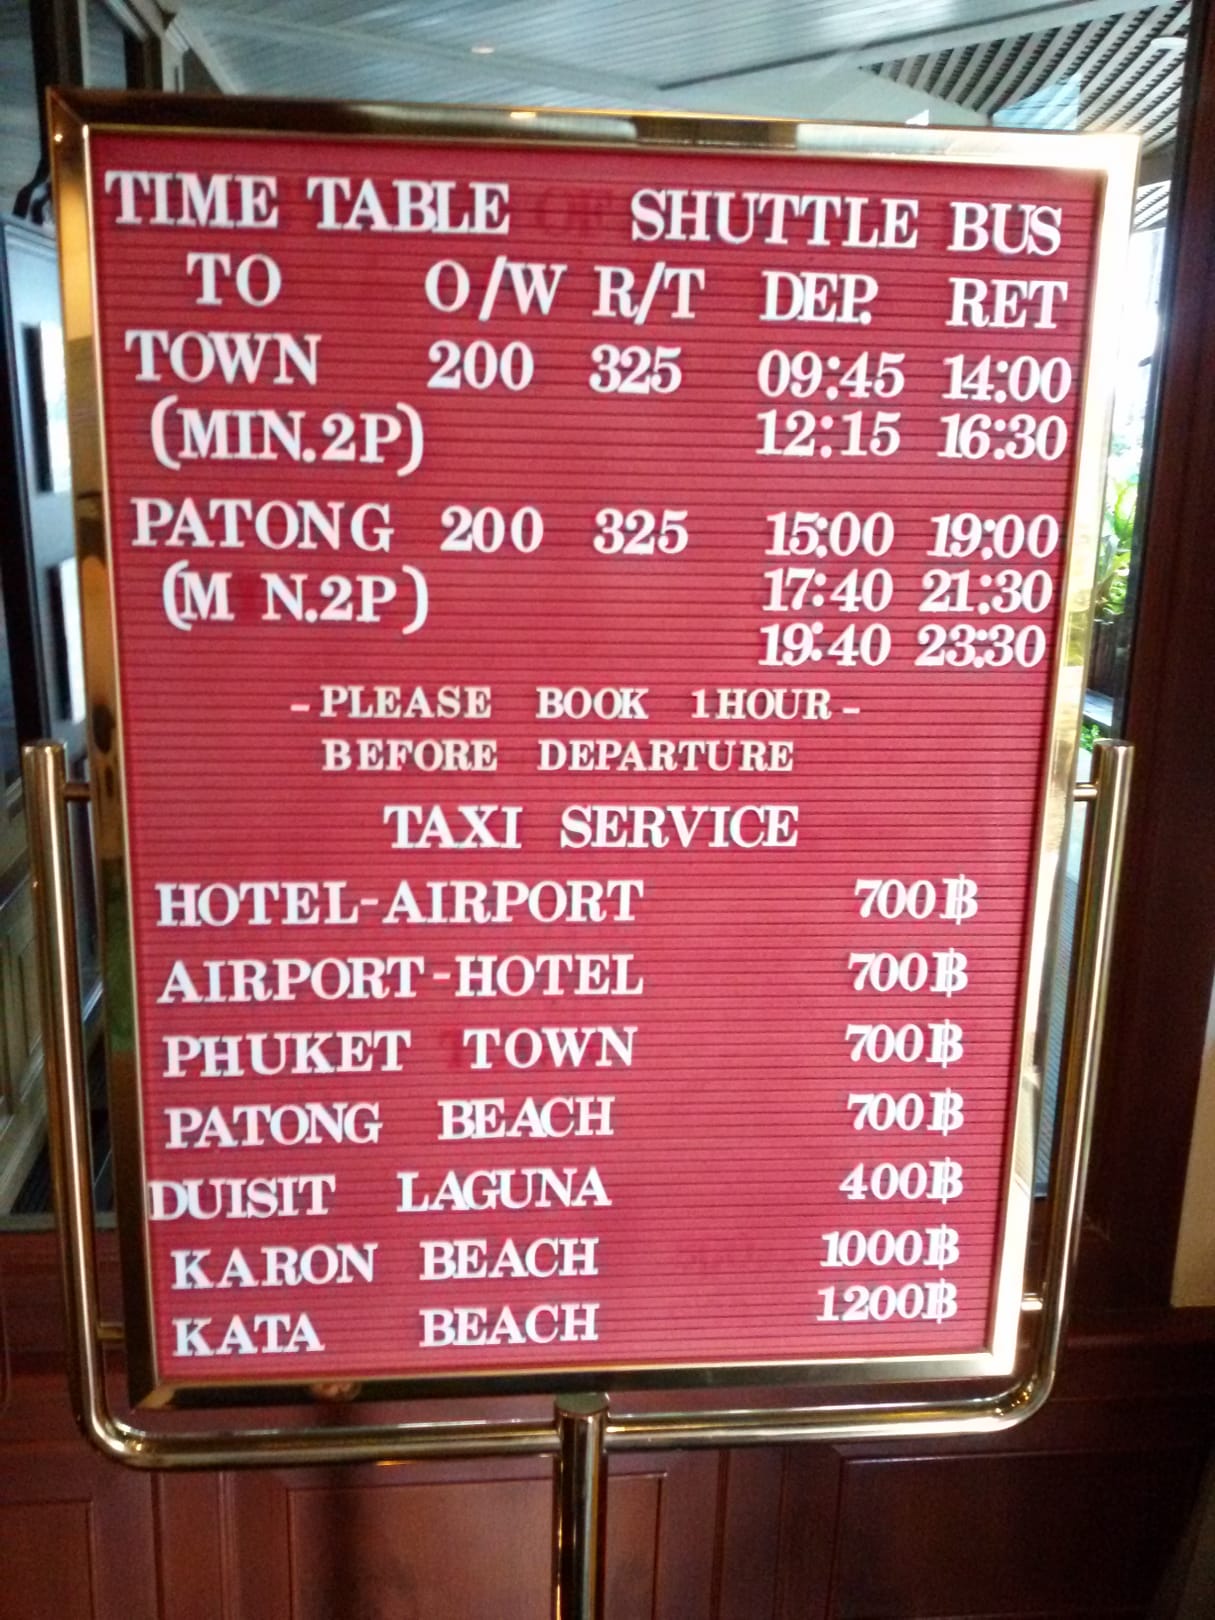 TIME TABLE OF SHUTTLE BUS
TO O/W R/T DEP. RET
TOWN 200 325 09:45 14:00
(MIN.2P) 12:15 16:30
PATONG 200 325 15:00 19:00
(M N.2P) 17:40 21:30
19:40 23:30
-PLEASE BOOK 1HOUR-
BEFORE DEPARTURE
TAXI SERVICE
HOTEL-AIRPORT 700฿
AIRPORT-HOTEL 700฿
PHUKET TOWN 700฿
PATONG BEACH 700฿
DUISIT LAGUNA 400฿
KARON BEACH 1000฿
KATA BEACH 1200฿